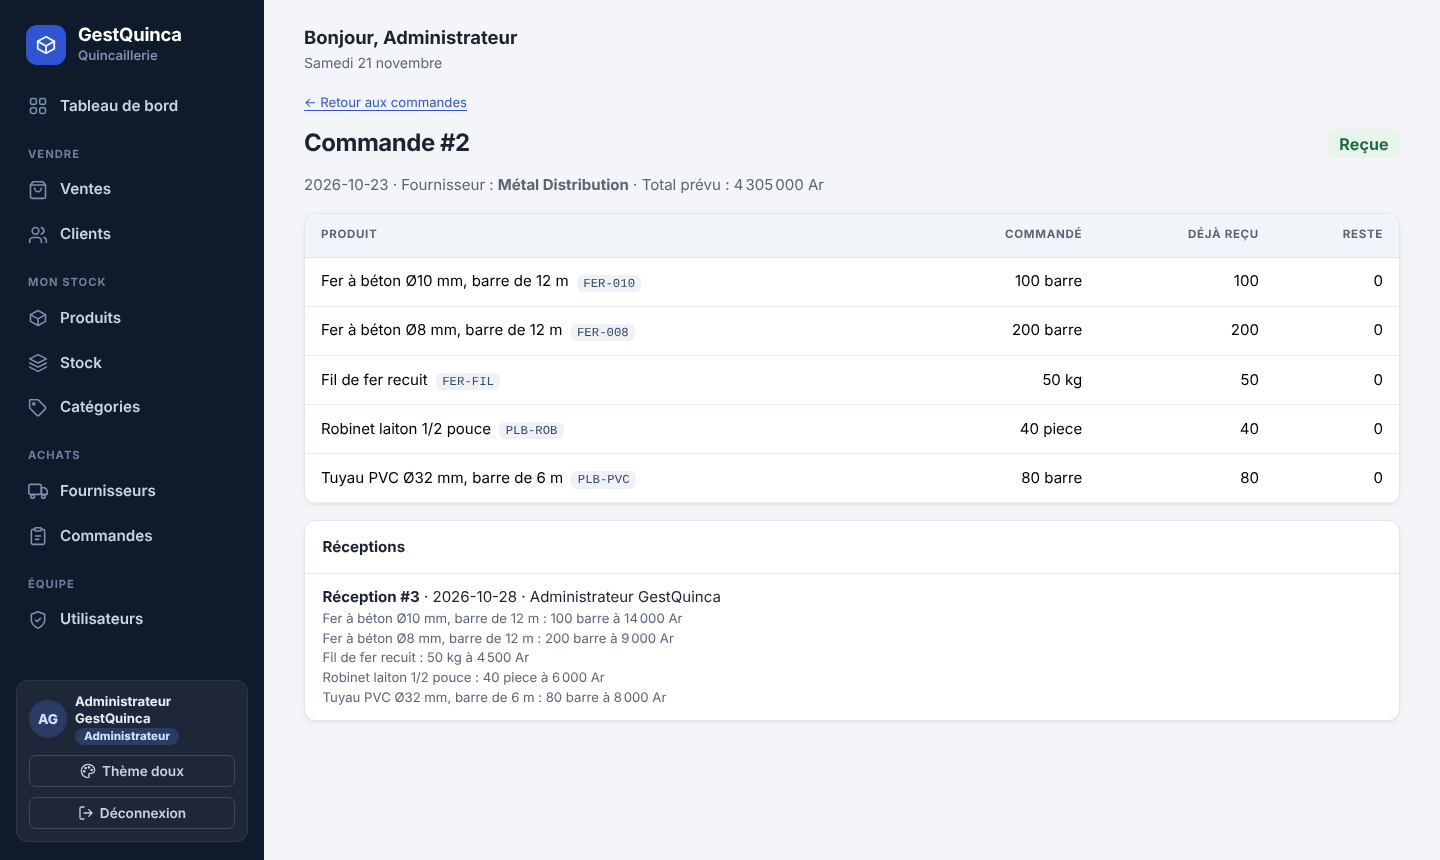 GestQuinca
Quincaillerie
Tableau de bord
VENDRE
Ventes
Clients
MON STOCK
Produits
Stock
Catégories
ACHATS
Fournisseurs
Commandes
ÉQUIPE
Utilisateurs
AG
Administrateur
GestQuinca
Administrateur
Thème doux
Déconnexion
Bonjour, Administrateur
Samedi 21 novembre
← Retour aux commandes
Commande #2
Reçue
2026-10-23 · Fournisseur : Métal Distribution · Total prévu : 4 305 000 Ar
PRODUIT COMMANDÉ DÉJÀ REÇU RESTE
Fer à béton Ø10 mm, barre de 12 m FER-010 100 barre 100 0
Fer à béton Ø8 mm, barre de 12 m FER-008 200 barre 200 0
Fil de fer recuit FER-FIL 50 kg 50 0
Robinet laiton 1/2 pouce PLB-ROB 40 piece 40 0
Tuyau PVC Ø32 mm, barre de 6 m PLB-PVC 80 barre 80 0
Réceptions
Réception #3 · 2026-10-28 · Administrateur GestQuinca
Fer à béton Ø10 mm, barre de 12 m : 100 barre à 14 000 Ar
Fer à béton Ø8 mm, barre de 12 m : 200 barre à 9 000 Ar
Fil de fer recuit : 50 kg à 4 500 Ar
Robinet laiton 1/2 pouce : 40 piece à 6 000 Ar
Tuyau PVC Ø32 mm, barre de 6 m : 80 barre à 8 000 Ar